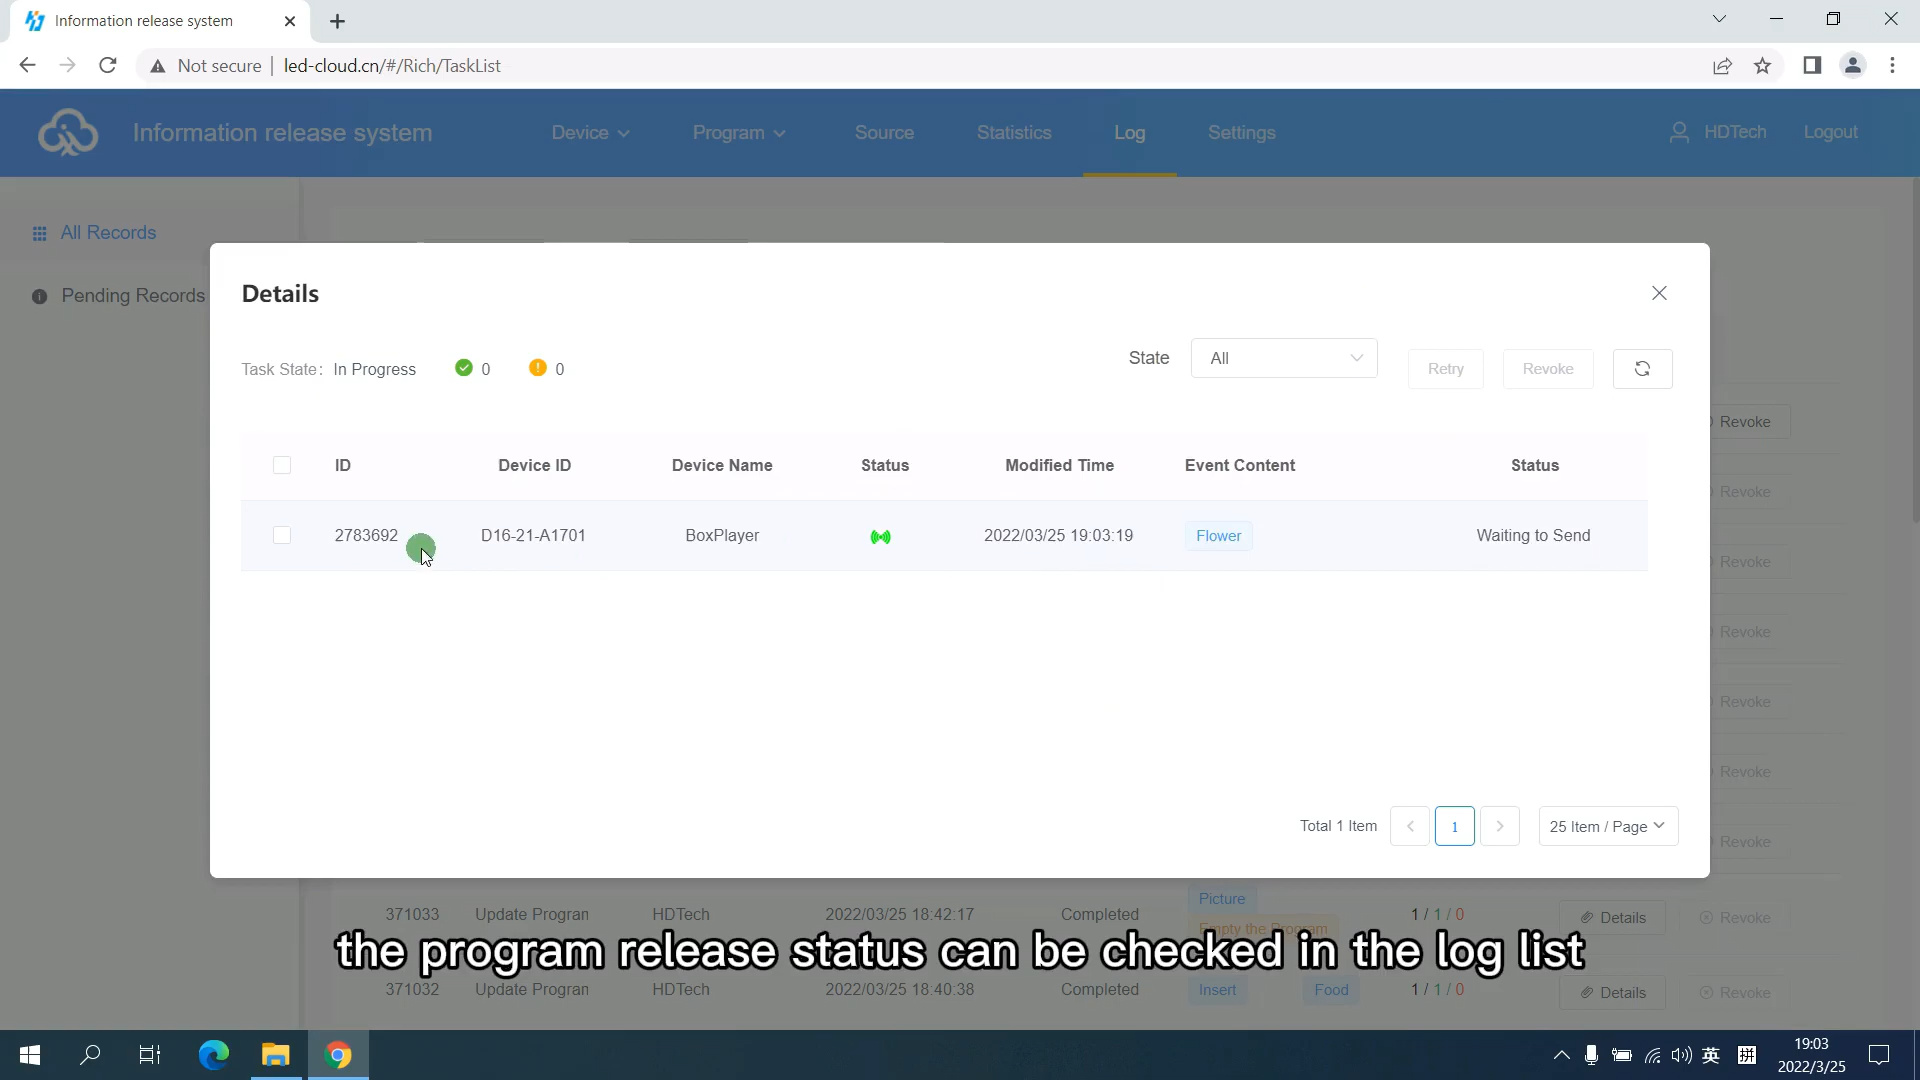 Information release system
Not secure | led-cloud.cn/#/Rich/TaskList
Information release system Device Program Source Statistics Log Settings HDTech Logout
All Records
Pending Records
Details
Task State: In Progress 0 0 State All Retry Revoke
ID Device ID Device Name Status Modified Time Event Content Status
2783692 D16-21-A1701 BoxPlayer 2022/03/25 19:03:19 Flower Waiting to Send
Revoke
Revoke
Revoke
Revoke
Revoke
Revoke
Revoke
Total 1 Item 1 25 Item / Page
Picture
371033 Update Progran HDTech 2022/03/25 18:42:17 Completed 1 / 1 / 0 Details Revoke
Empty the Program
the program release status can be checked in the log list
371032 Update Progran HDTech 2022/03/25 18:40:38 Completed Insert Food 1 / 1 / 0 Details Revoke
英 拼 19:03
2022/3/25